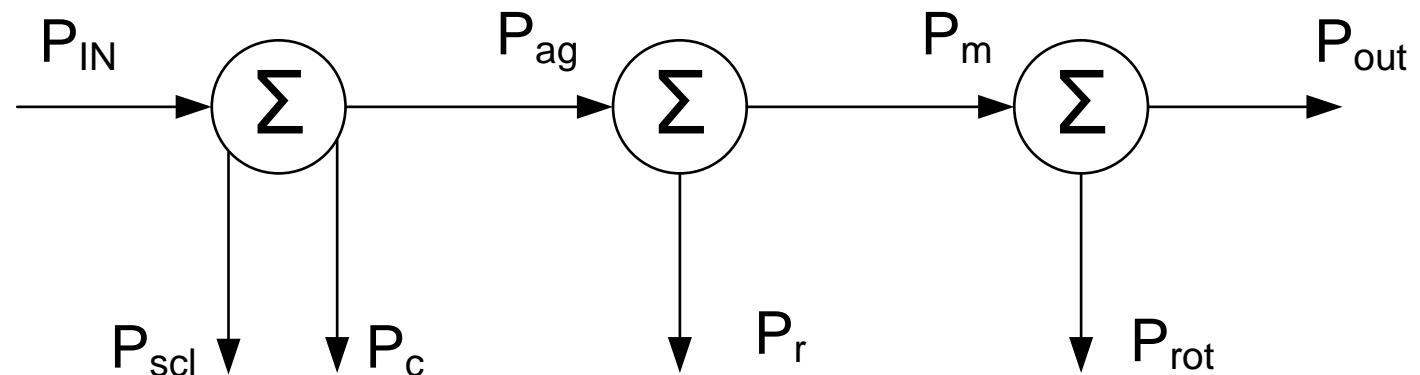 P_IN P_ag P_m P_out
Σ Σ Σ
P_scl P_c P_r P_rot